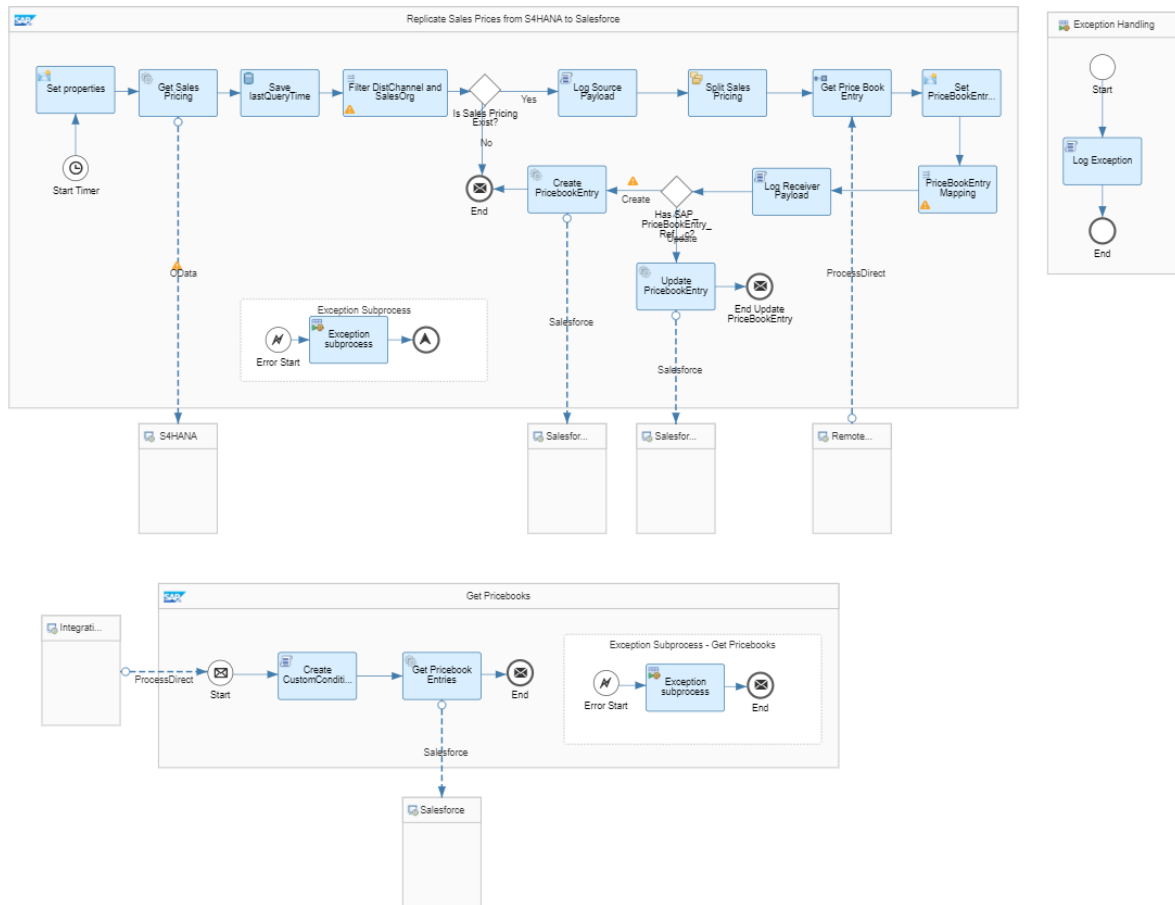 SAP
Replicate Sales Prices from S4HANA to Salesforce
Exception Handling
Set properties
Get Sales
Pricing
Save
lastQueryTime
Filter DistChannel and
SalesOrg
Is Sales Pricing
Exist?
Yes
No
Log Source
Payload
Split Sales
Pricing
Get Price Book
Entry
Set
PriceBookEntr...
Start
Start Timer
End
Create
PricebookEntry
Create
Has SAP_
PriceBookEntry_
Update
Log Receiver
Payload
PriceBookEntry
Mapping
Log Exception
End
OData
Update
PricebookEntry
End Update
PriceBookEntry
ProcessDirect
Exception Subprocess
Error Start
Exception
subprocess
Salesforce
Salesforce
S4HANA
Salesfor...
Salesfor...
Remote...
SAP
Get Pricebooks
Integrati...
ProcessDirect
Start
Create
CustomConditi...
Get Pricebook
Entries
End
Exception Subprocess - Get Pricebooks
Error Start
Exception
subprocess
End
Salesforce
Salesforce